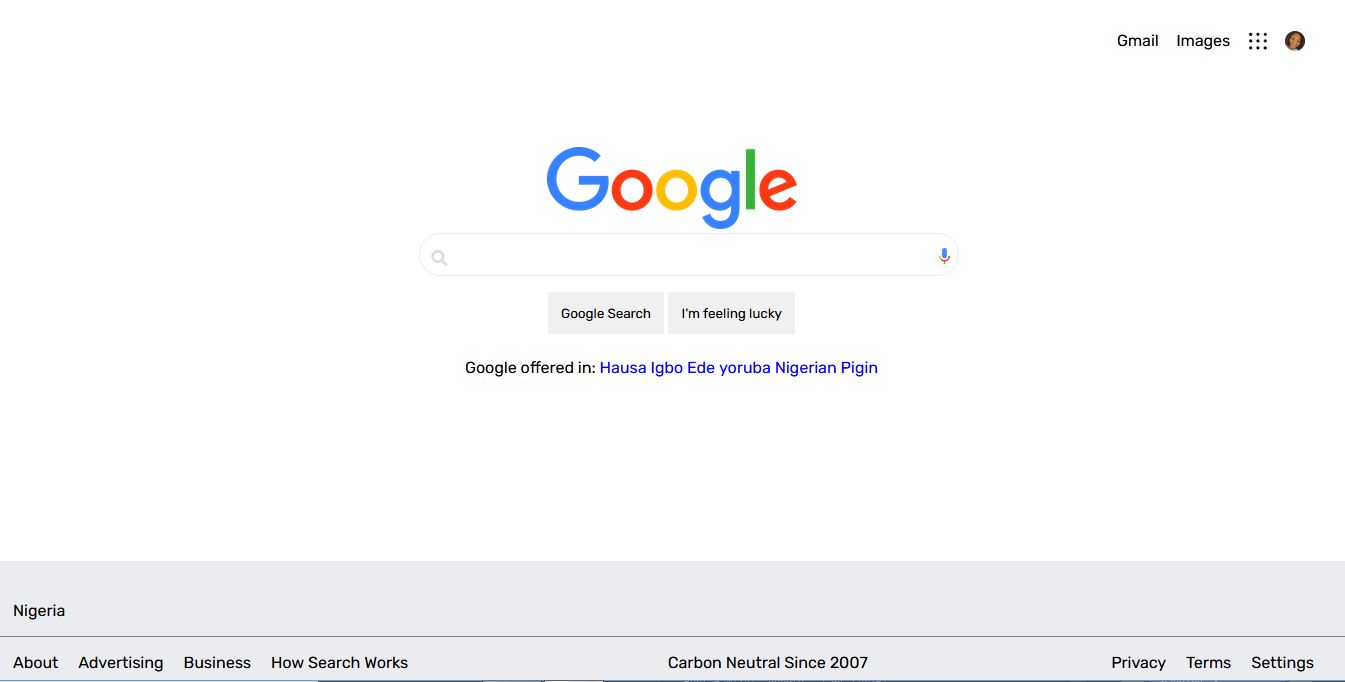 Gmail Images
Google
Google Search I'm feeling lucky
Google offered in: Hausa Igbo Ede yoruba Nigerian Pigin
Nigeria
About Advertising Business How Search Works Carbon Neutral Since 2007 Privacy Terms Settings